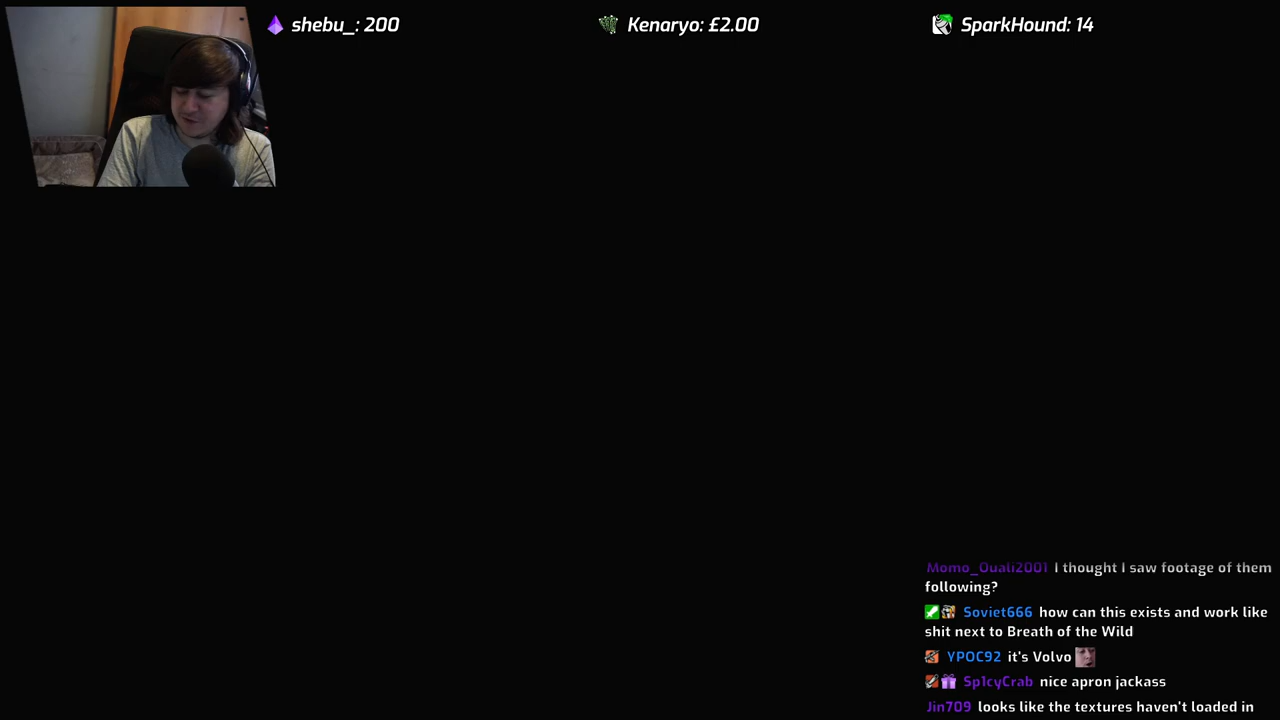 shebu_: 200
Kenaryo: £2.00
SparkHound: 14
Momo_Ouali2001 I thought I saw footage of them
following?
Soviet666 how can this exists and work like
shit next to Breath of the Wild
YPOC92 it's Volvo
Sp1cyCrab nice apron jackass
Jin709 looks like the textures haven't loaded in